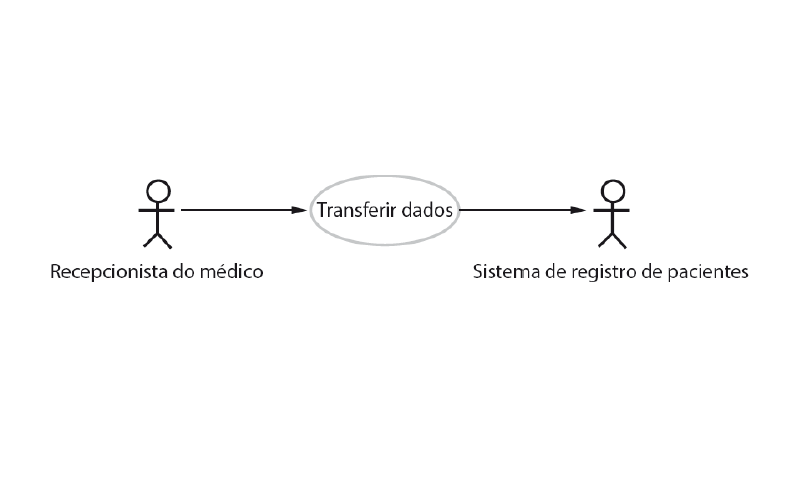 Transferir dados
Recepcionista do médico
Sistema de registro de pacientes